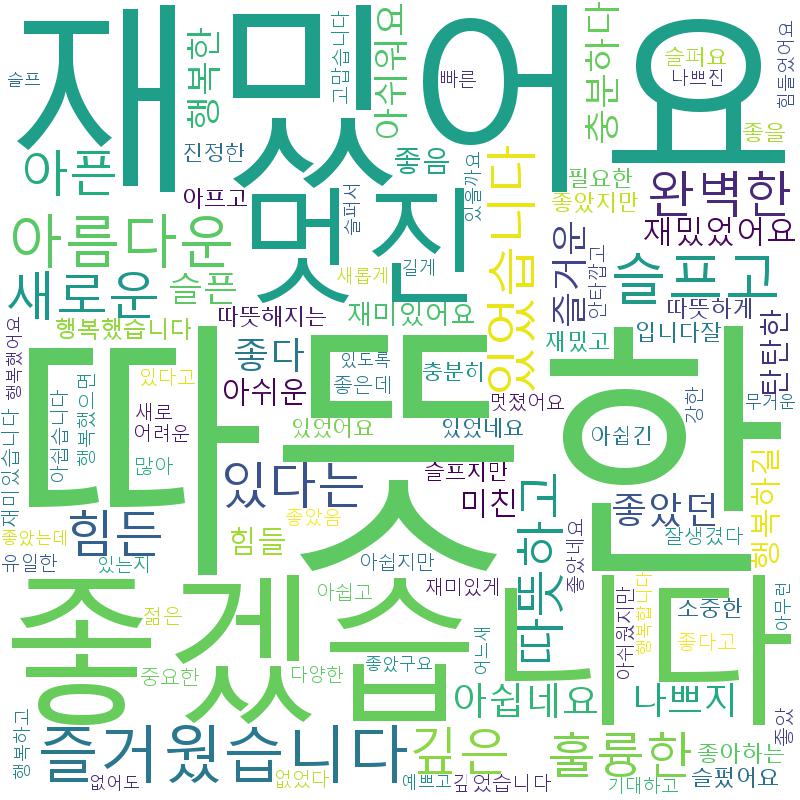 재밌어요
슬프
행복한
고맙습니다
아쉬워요
빠른
충분하다
슬퍼요
나쁘진
힘들었어요
좋을
진정한
좋음
아픈
아프고
멋진
슬퍼서
있을까요
있었습니다
필요한
좋았지만
완벽한
재밌었어요
아름다운
새로운
슬픈
새롭게
길게
즐거운
안타깝고
슬프고
따뜻하게
따뜻해지는
재미있어요
행복했습니다
행복했어요
좋다
있도록
재밌고
입니다잘
탄탄한
따뜻한
있다고
아쉬운
좋은데
충분히
멋졌어요
강한
무거운
행복했으면
아쉽습니다
재미있습니다
새로
어려운
있었어요
있었네요
아쉽긴
많아
있다는
슬프지만
미친
따뜻하고
좋았던
행복하길
좋았는데
힘든
힘들
좋았음
좋았네요
잘생겼다
유일한
있는지
아쉽지만
좋겠습니다
젊은
아쉽고
재미있게
아쉬웠지만
행복합니다
소중한
아무런
좋다고
중요한
다양한
좋았구요
어느새
아쉽네요
나쁘지
좋았
행복하고
즐거웠습니다
깊은
훌륭한
좋아하는
없어도
없었다
예쁘고
깊었습니다
기대하고
슬펐어요